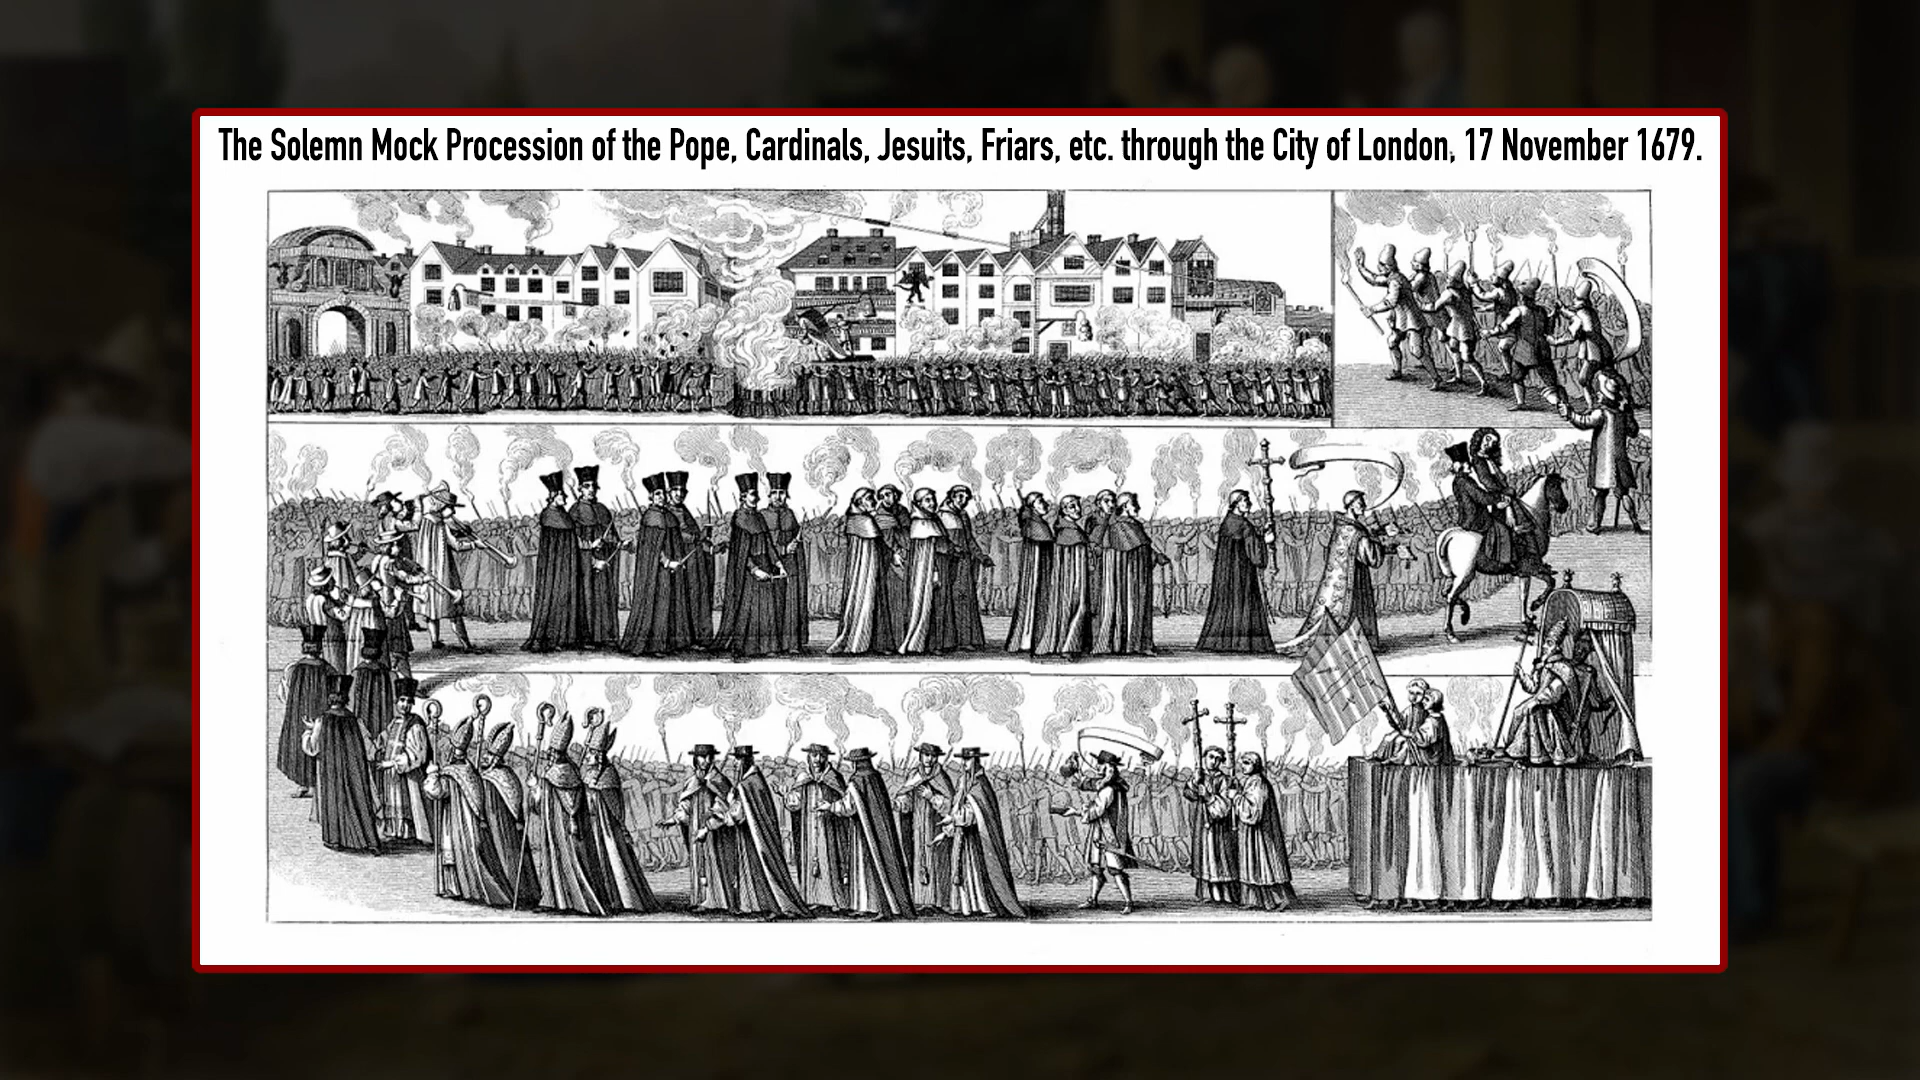 The Solemn Mock Procession of the Pope, Cardinals, Jesuits, Friars, etc. through the City of London, 17 November 1679.